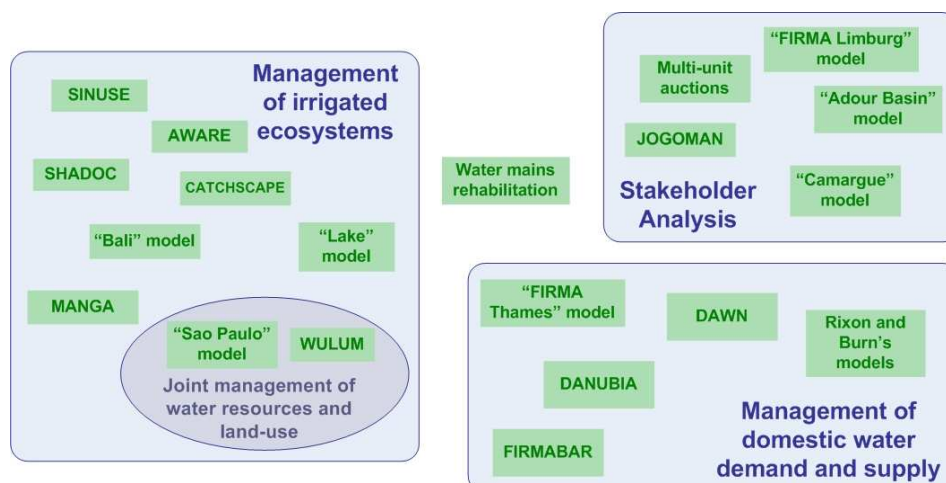 Management
of irrigated
ecosystems
SINUSE
AWARE
SHADOC
CATCHSCAPE
“Bali” model
“Lake”
model
MANGA
“Sao Paulo”
model
WULUM
Joint management of
water resources and
land-use
Water mains
rehabilitation
“FIRMA Limburg”
model
Multi-unit
auctions
“Adour Basin”
model
JOGOMAN
“Camargue”
model
Stakeholder
Analysis
“FIRMA
Thames” model
DAWN
Rixon and
Burn’s
models
DANUBIA
FIRMABAR
Management of
domestic water
demand and supply